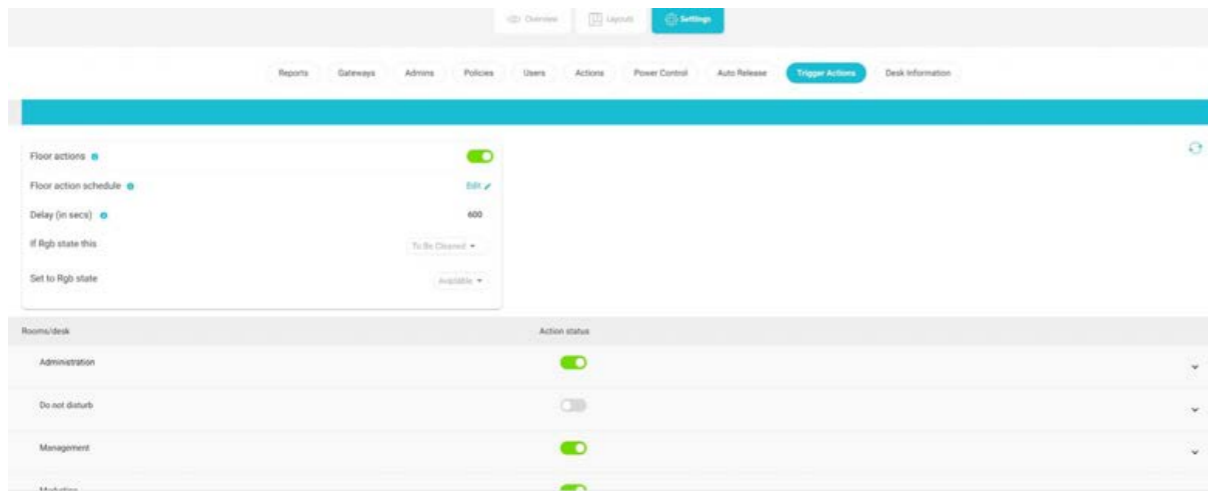 Overview Layouts Settings
Reports Gateways Admins Policies Users Actions Power Control Auto Release Trigger Actions Desk Information
Floor actions
Floor action schedule Edit
Delay (in secs) 600
If Rgb state this To Be Cleaned
Set to Rgb state Available
Rooms/desk Action status
Administration
Do not disturb
Management
Marketing